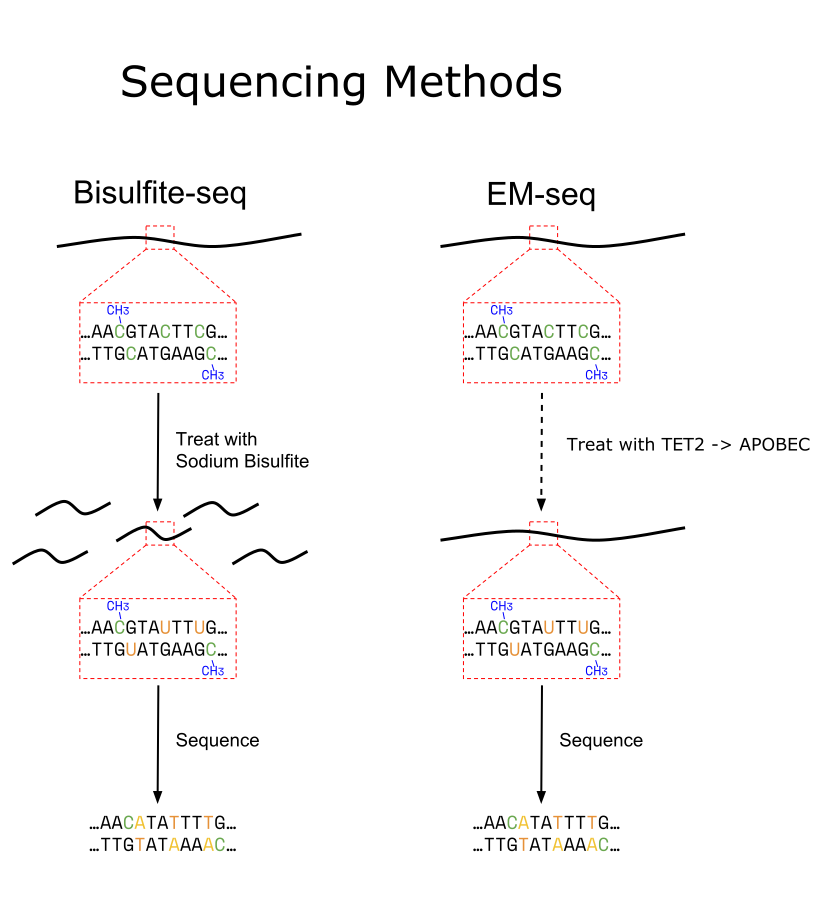 Sequencing Methods
Bisulfite-seq
CH3
…AACGTACTTCG…
…TTGCATGAAGC…
CH3
Treat with
Sodium Bisulfite
CH3
…AACGTAUTTUG…
…TTGUATGAAGC…
CH3
Sequence
…AACATATTTTG…
…TTGTATAAAAC…
EM-seq
CH3
…AACGTACTTCG…
…TTGCATGAAGC…
CH3
Treat with TET2 -> APOBEC
CH3
…AACGTAUTTUG…
…TTGUATGAAGC…
CH3
Sequence
…AACATATTTTG…
…TTGTATAAAAC…